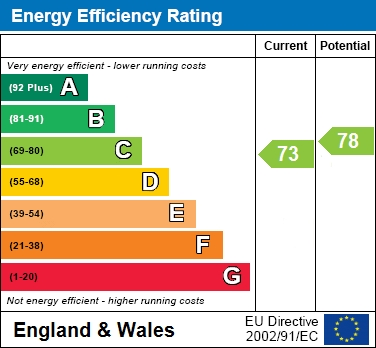 Energy Efficiency Rating
Current Potential
Very energy efficient - lower running costs
(92 Plus) A
(81-91) B
(69-80) C
(55-68) D
(39-54) E
(21-38) F
(1-20) G
73
78
Not energy efficient - higher running costs
England & Wales
EU Directive
2002/91/EC